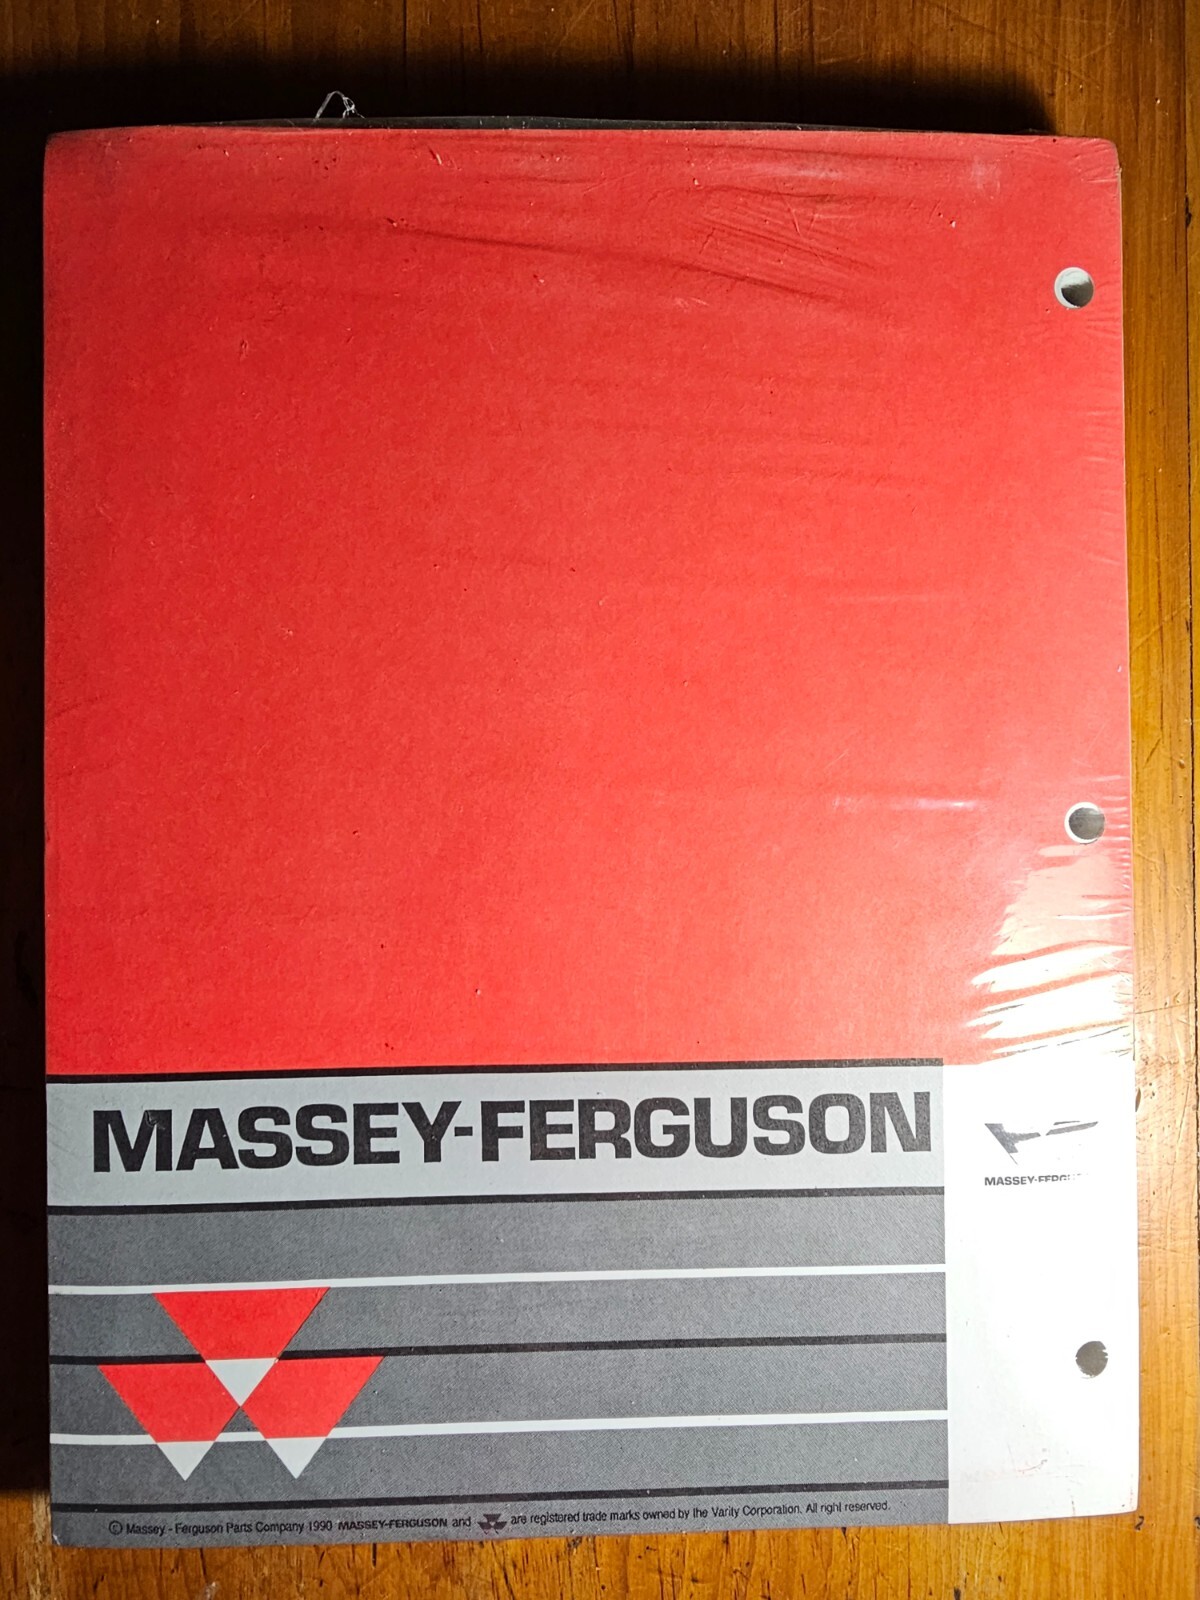 MASSEY-FERGUSON
© Massey - Ferguson Parts Company 1990 MASSEY-FERGUSON and are registered trade marks owned by the Varity Corporation. All right reserved.